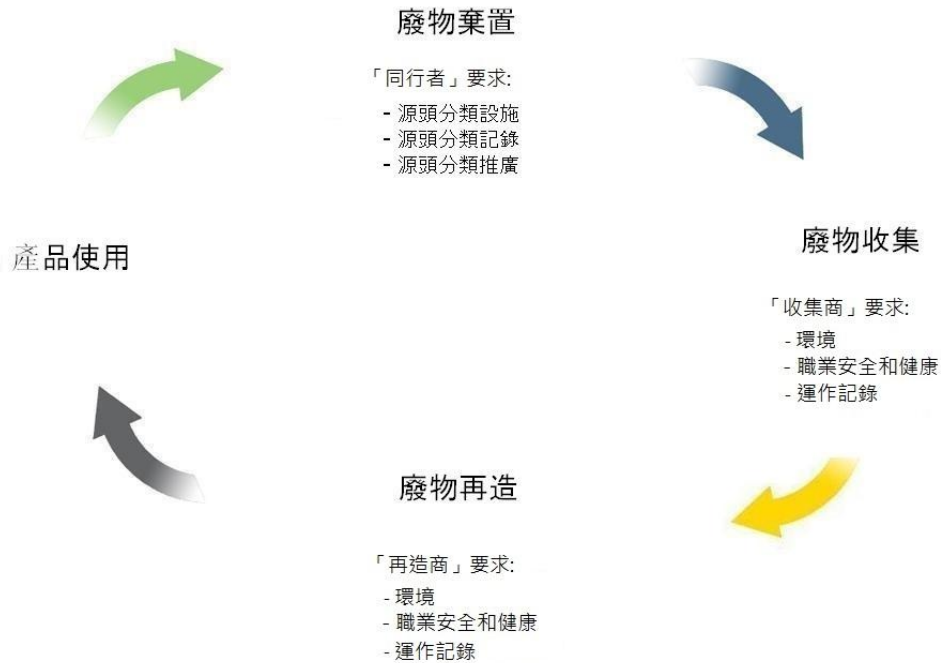 廢物棄置
「同行者」要求:
- 源頭分類設施
- 源頭分類記錄
- 源頭分類推廣
產品使用
廢物收集
「收集商」要求:
- 環境
- 職業安全和健康
- 運作記錄
廢物再造
「再造商」要求:
- 環境
- 職業安全和健康
- 運作記錄